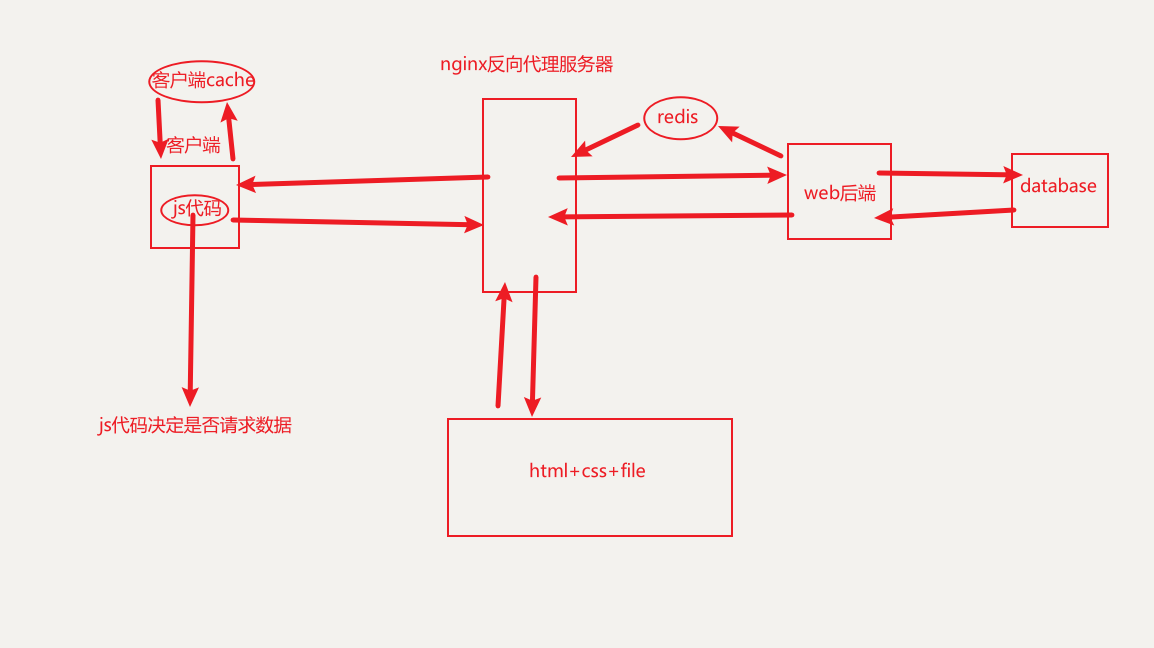 nginx反向代理服务器
客户端cache
redis
客户端
js代码
web后端
database
js代码决定是否请求数据
html+css+file